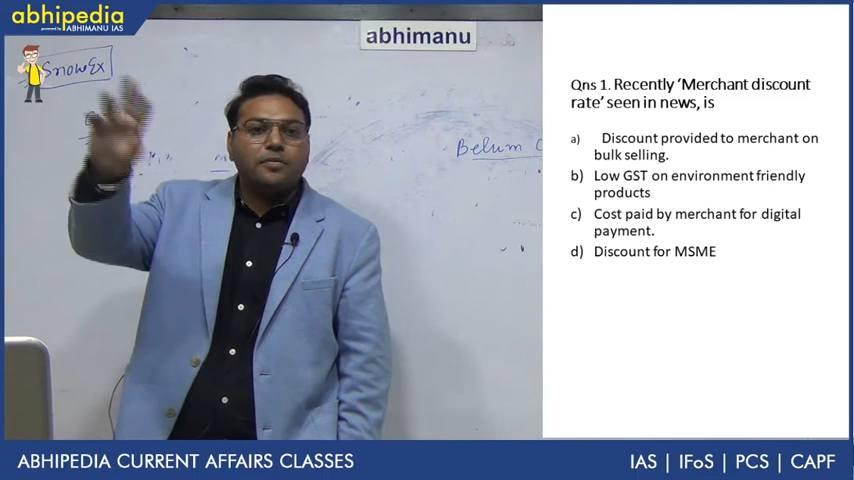 abhipedia
powered by ABHIMANU IAS
SnowEx
abhimanu
Belum
Qns 1. Recently ‘Merchant discount
rate’ seen in news, is
a) Discount provided to merchant on
bulk selling.
b) Low GST on environment friendly
products
c) Cost paid by merchant for digital
payment.
d) Discount for MSME
ABHIPEDIA CURRENT AFFAIRS CLASSES
IAS | IFoS | PCS | CAPF